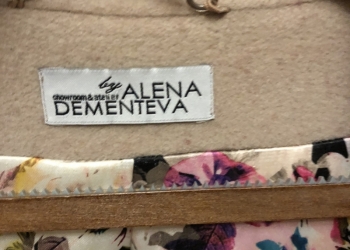 by ALENA
showroom & atelier
DEMENTEVA